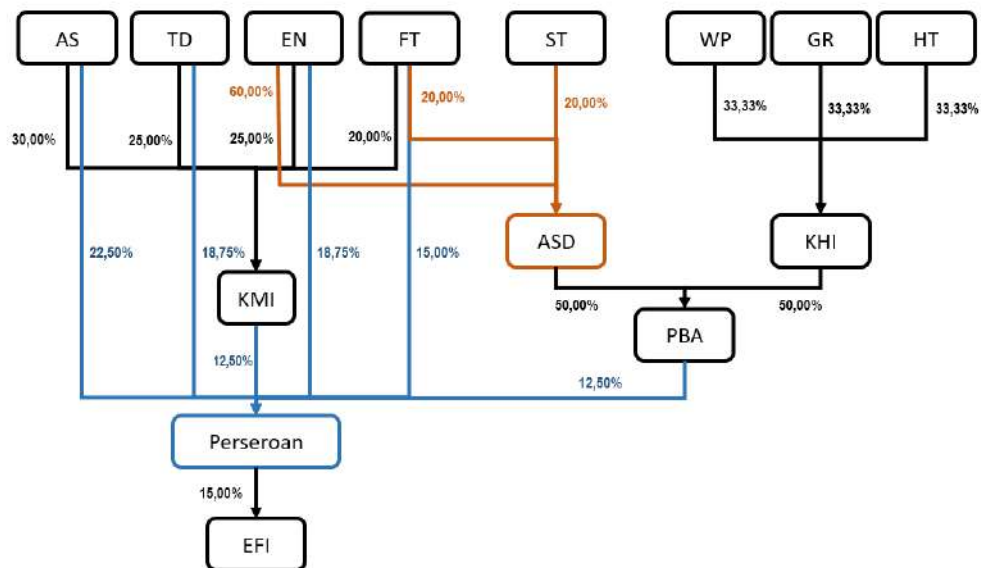 AS TD EN FT ST WP GR HT
60,00% 20,00% 20,00% 33,33% 33,33% 33,33%
30,00% 25,00% 25,00% 20,00%
22,50% 18,75% 18,75% 15,00% ASD KHI
KMI 50,00% 50,00%
PBA
12,50% 12,50%
Perseroan
15,00%
EFI